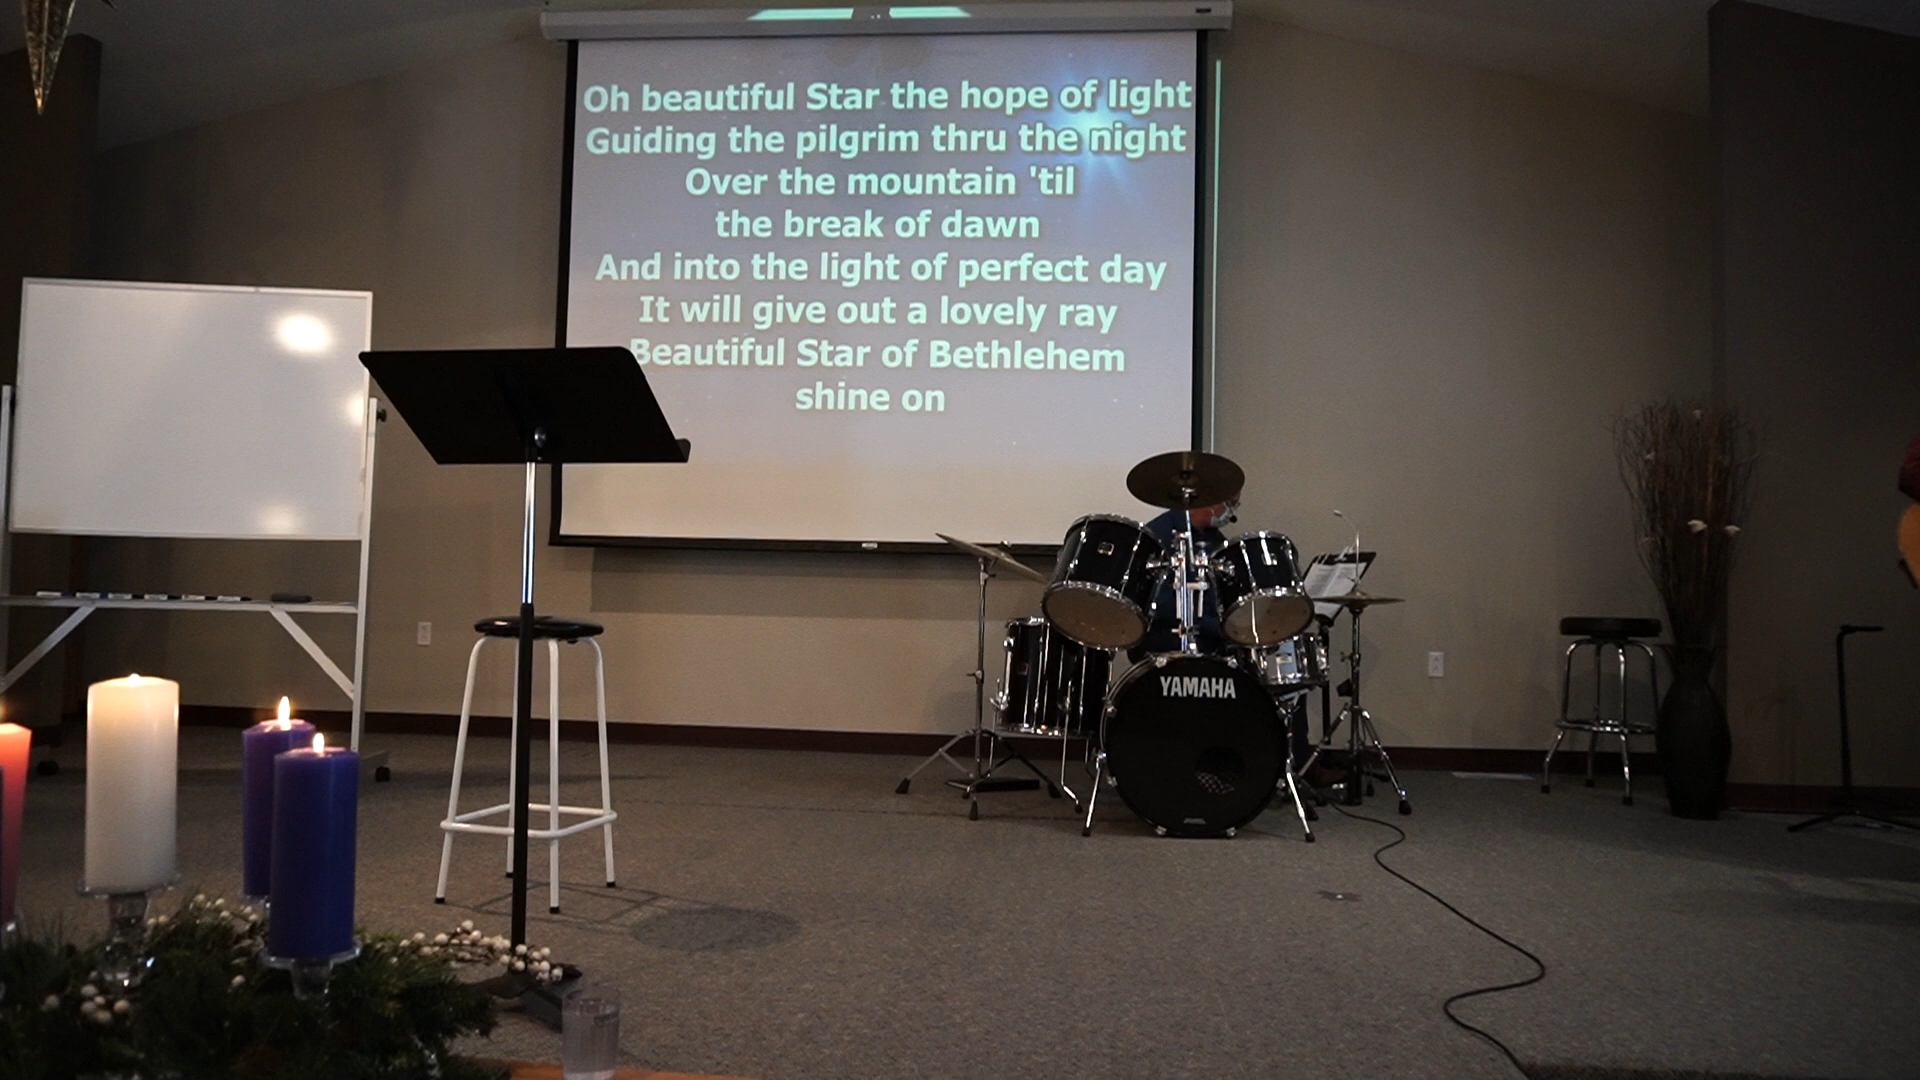 Oh beautiful Star the hope of light
Guiding the pilgrim thru the night
Over the mountain 'til
the break of dawn
And into the light of perfect day
It will give out a lovely ray
Beautiful Star of Bethlehem
shine on
YAMAHA